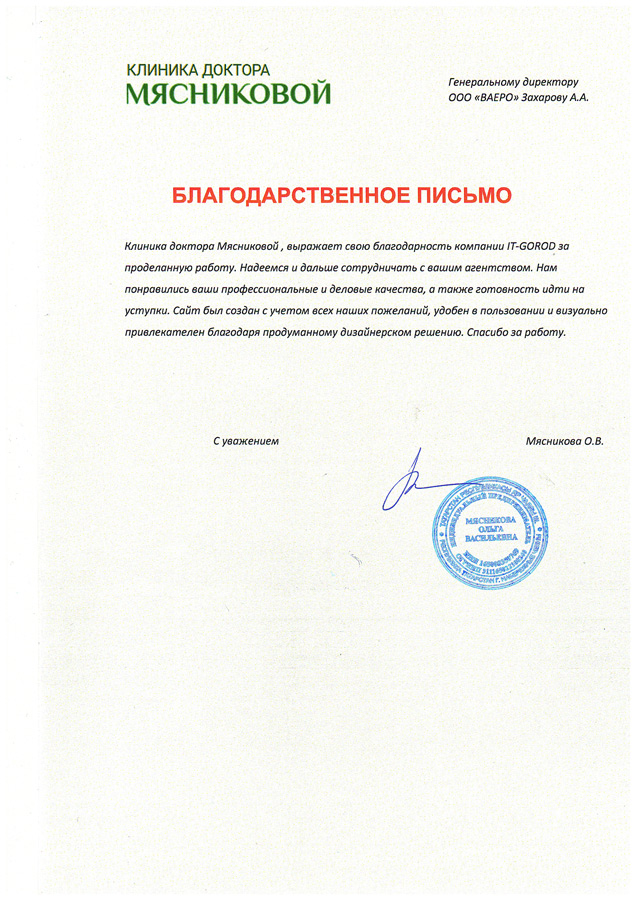 КЛИНИКА ДОКТОРА
МЯСНИКОВОЙ
Генеральному директору
ООО «ВАЕРО» Захарову А.А.
БЛАГОДАРСТВЕННОЕ ПИСЬМО
Клиника доктора Мясниковой , выражает свою благодарность компании IT-GOROD за
проделанную работу. Надеемся и дальше сотрудничать с вашим агентством. Нам
понравились ваши профессиональные и деловые качества, а также готовность идти на
уступки. Сайт был создан с учетом всех наших пожеланий, удобен в пользовании и визуально
привлекателен благодаря продуманному дизайнерском решению. Спасибо за работу.
С уважением
Мясникова О.В.
ИНДИВИДУАЛЬНЫЙ ПРЕДПРИНИМАТЕЛЬ
МЯСНИКОВА
ОЛЬГА
ВАСИЛЬЕВНА